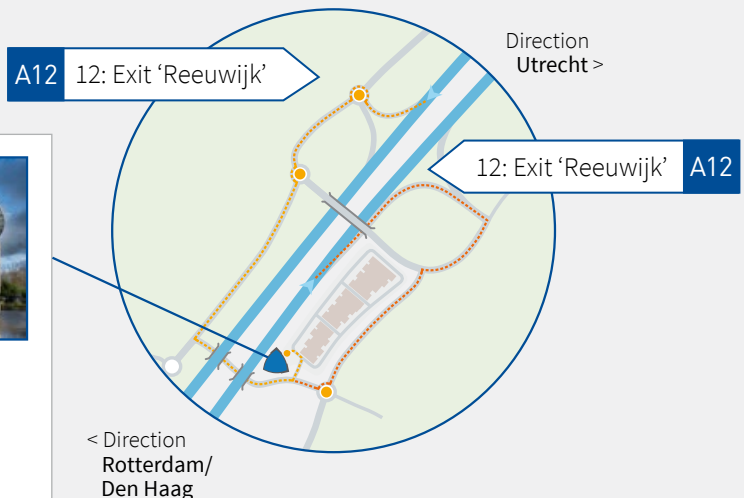 Direction
Utrecht >
A12 12: Exit ‘Reeuwijk’
12: Exit ‘Reeuwijk’ A12
< Direction
Rotterdam/
Den Haag